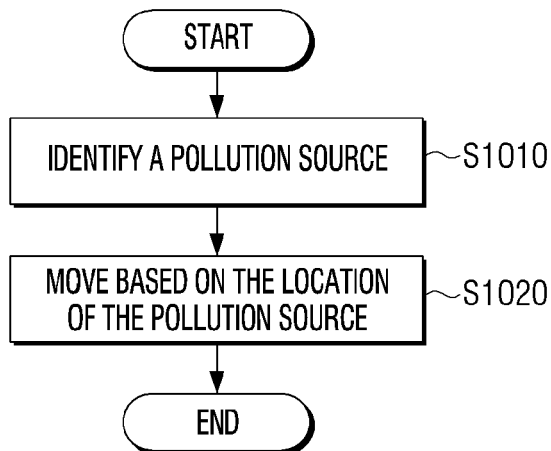 START
IDENTIFY A POLLUTION SOURCE
S1010
MOVE BASED ON THE LOCATION
OF THE POLLUTION SOURCE
S1020
END